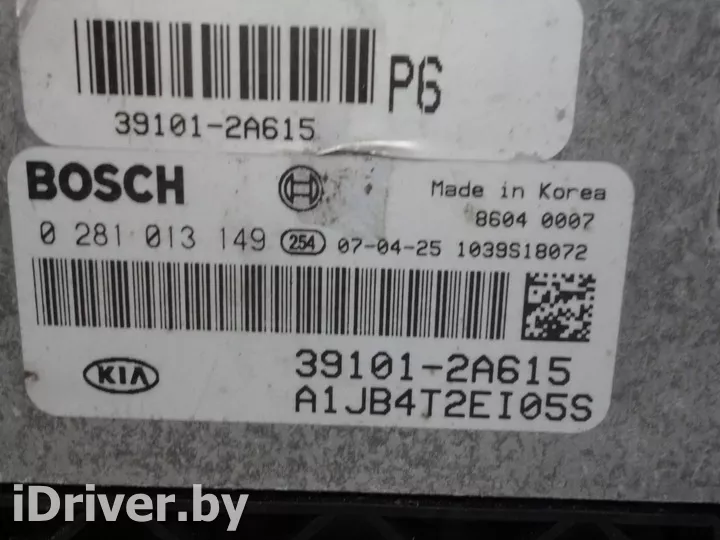 P6
39101-2A615
BOSCH
Made in Korea
8604 0007
0 281 013 149 254 07-04-25 1039S18072
KIA
39101-2A615
A1JB4T2EI05S
iDriver.by